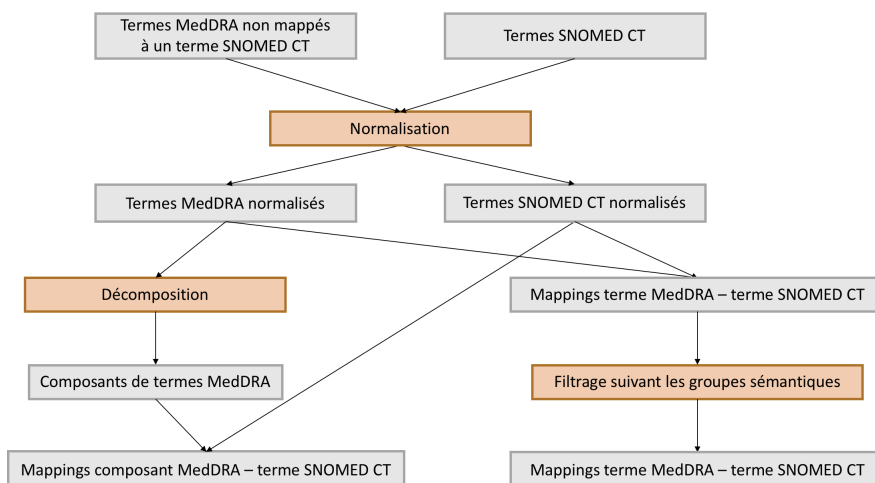 Termes MedDRA non mappés
à un terme SNOMED CT
Termes SNOMED CT
Normalisation
Termes MedDRA normalisés
Termes SNOMED CT normalisés
Décomposition
Mappings terme MedDRA – terme SNOMED CT
Composants de termes MedDRA
Filtrage suivant les groupes sémantiques
Mappings composant MedDRA – terme SNOMED CT
Mappings terme MedDRA – terme SNOMED CT